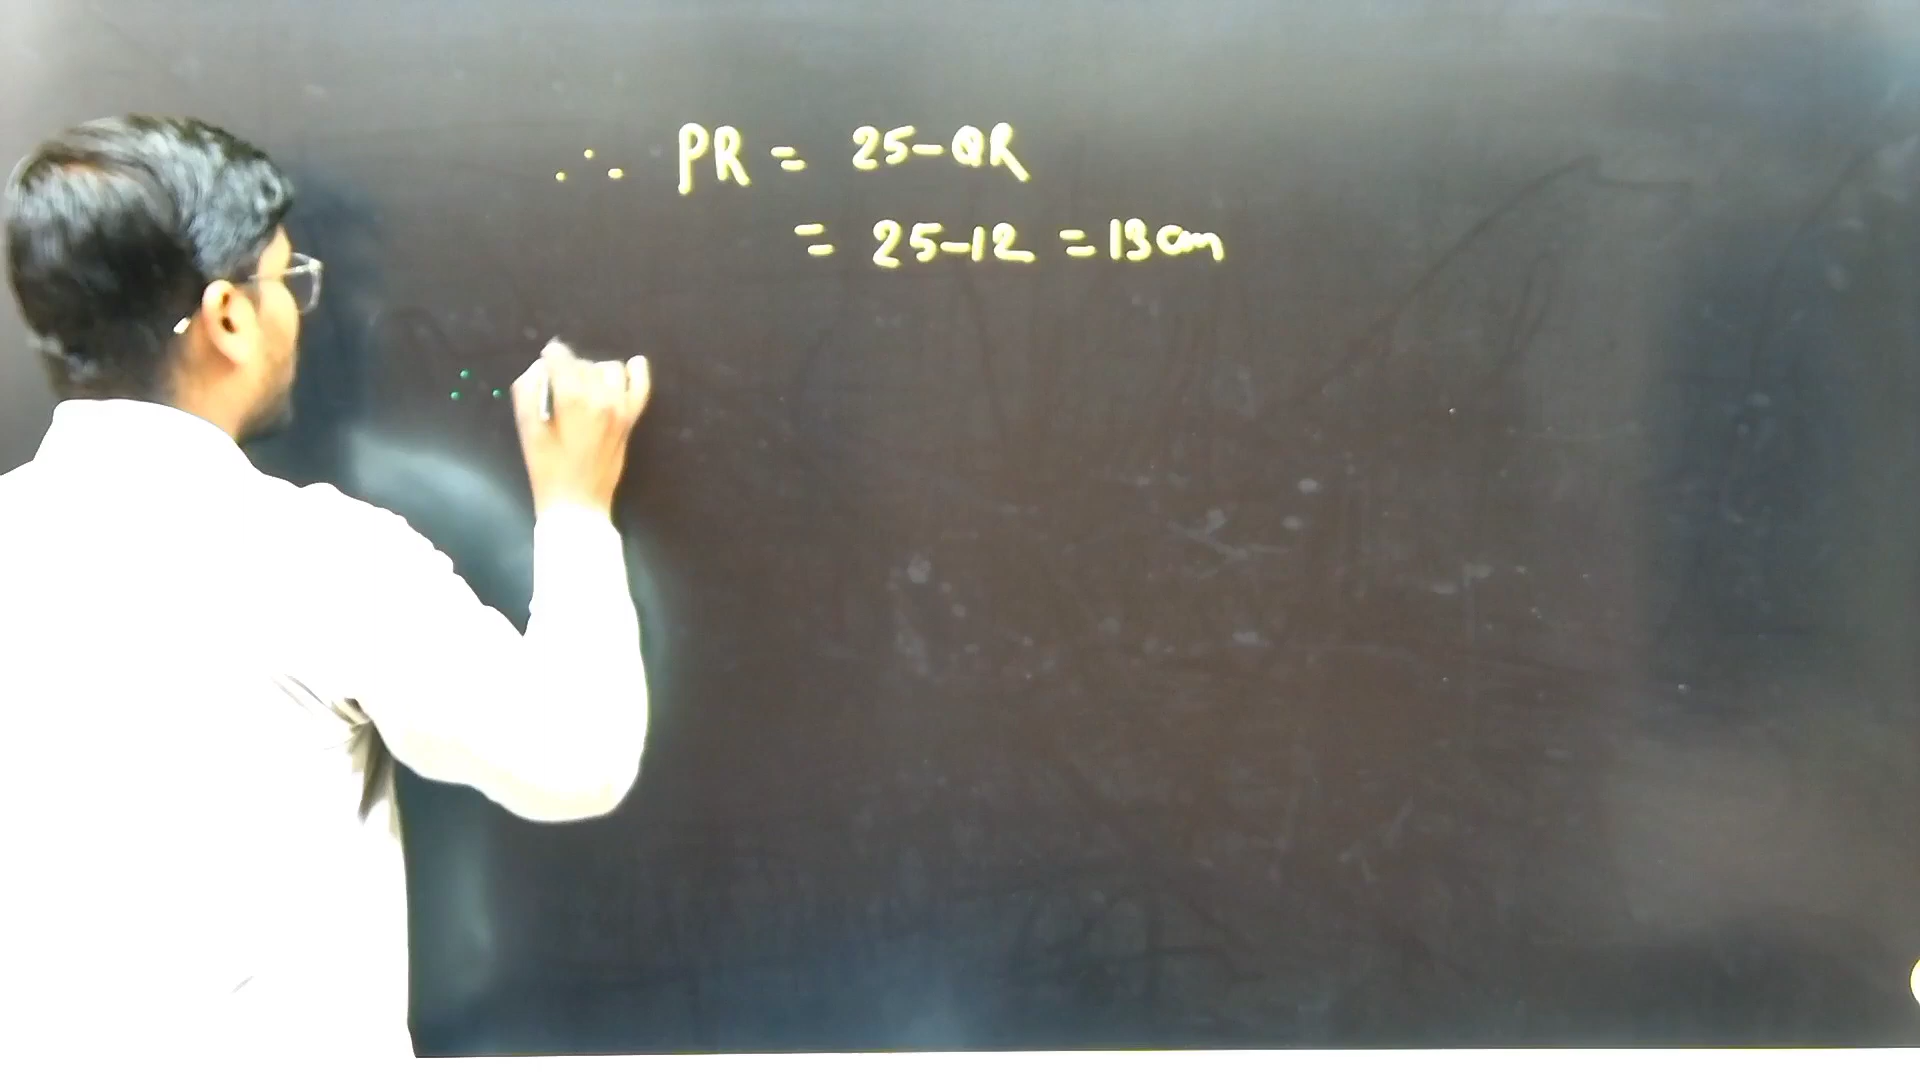 ∴ PR = 25-QR
= 25-12 = 13cm
∴